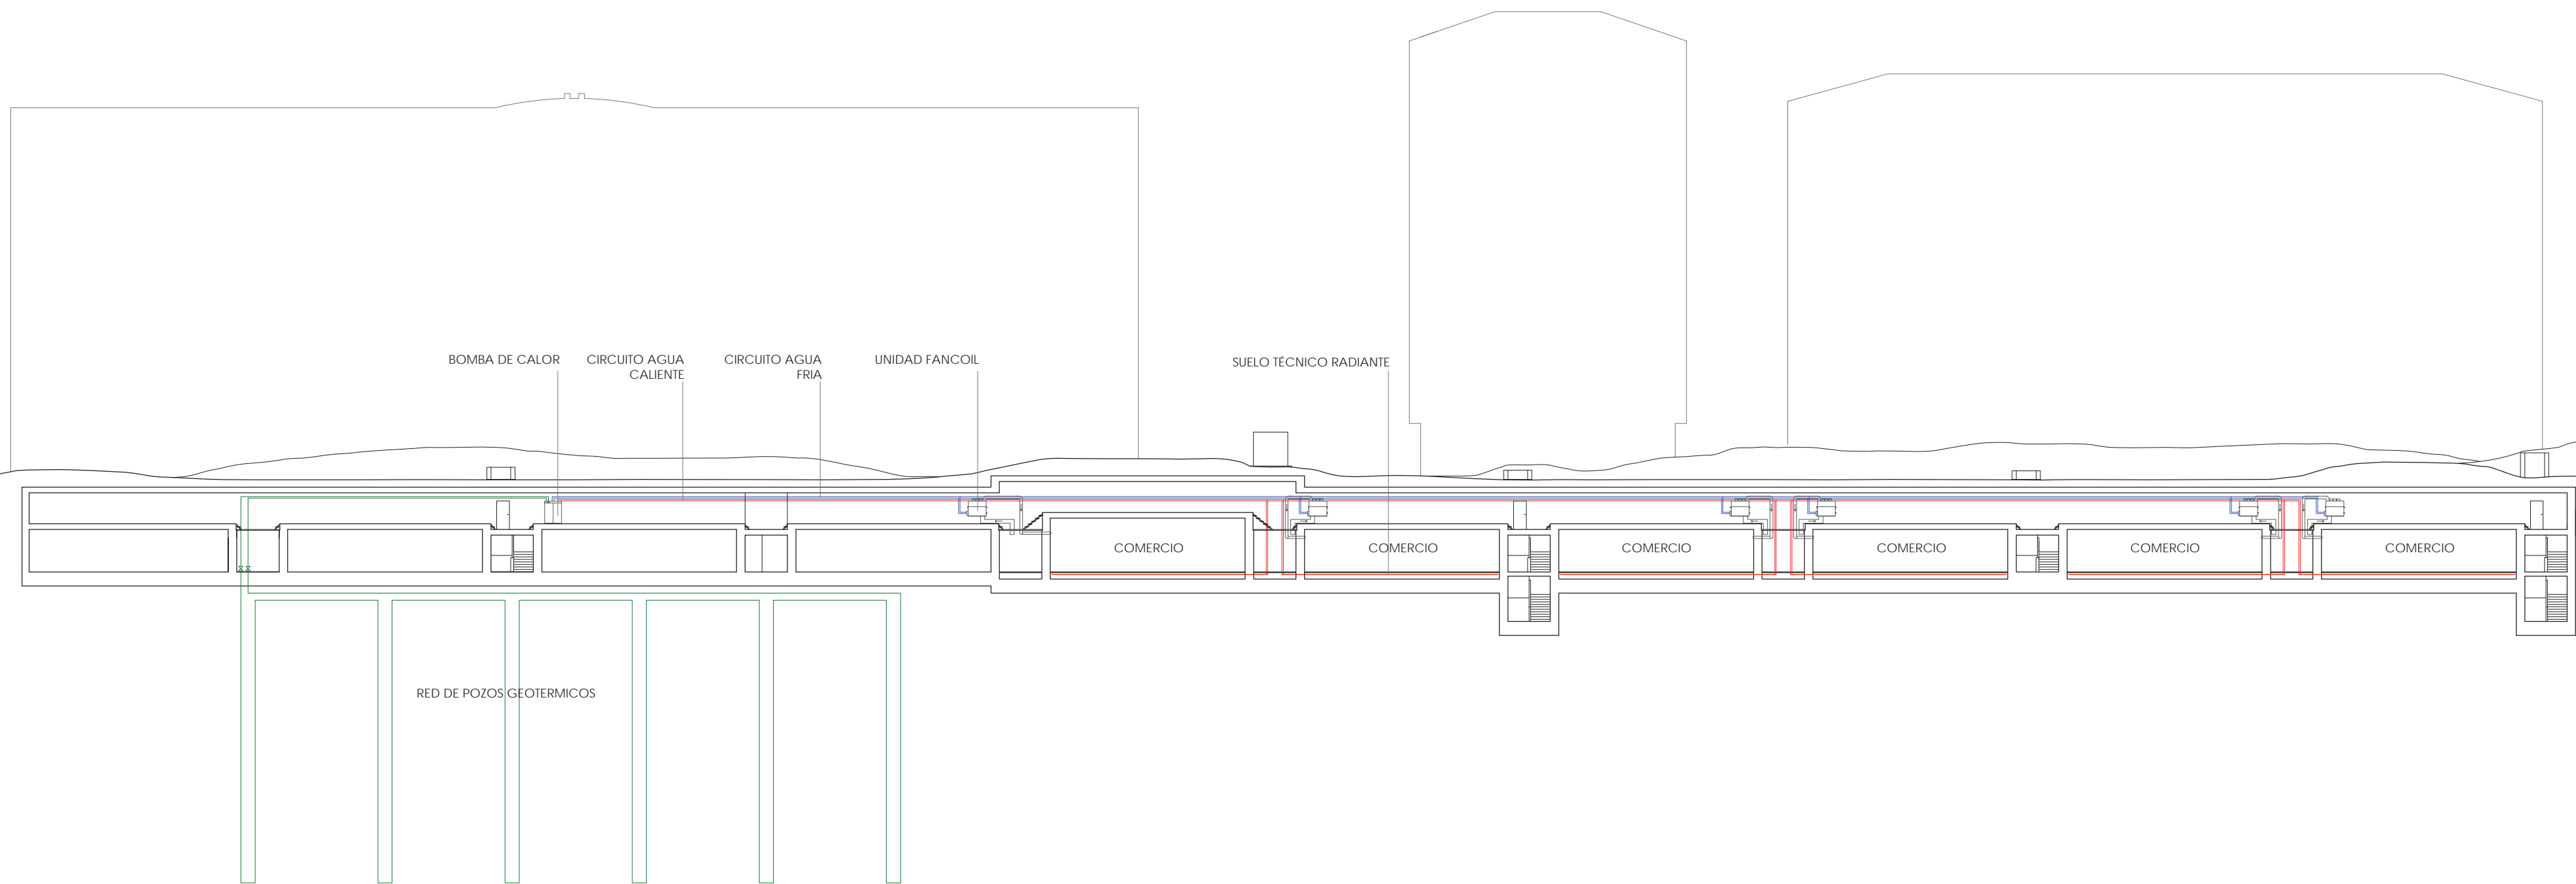 BOMBA DE CALOR
CIRCUITO AGUA
CALIENTE
CIRCUITO AGUA
FRIA
UNIDAD FANCOIL
SUELO TÉCNICO RADIANTE
COMERCIO
COMERCIO
COMERCIO
COMERCIO
COMERCIO
COMERCIO
RED DE POZOS GEOTERMICOS